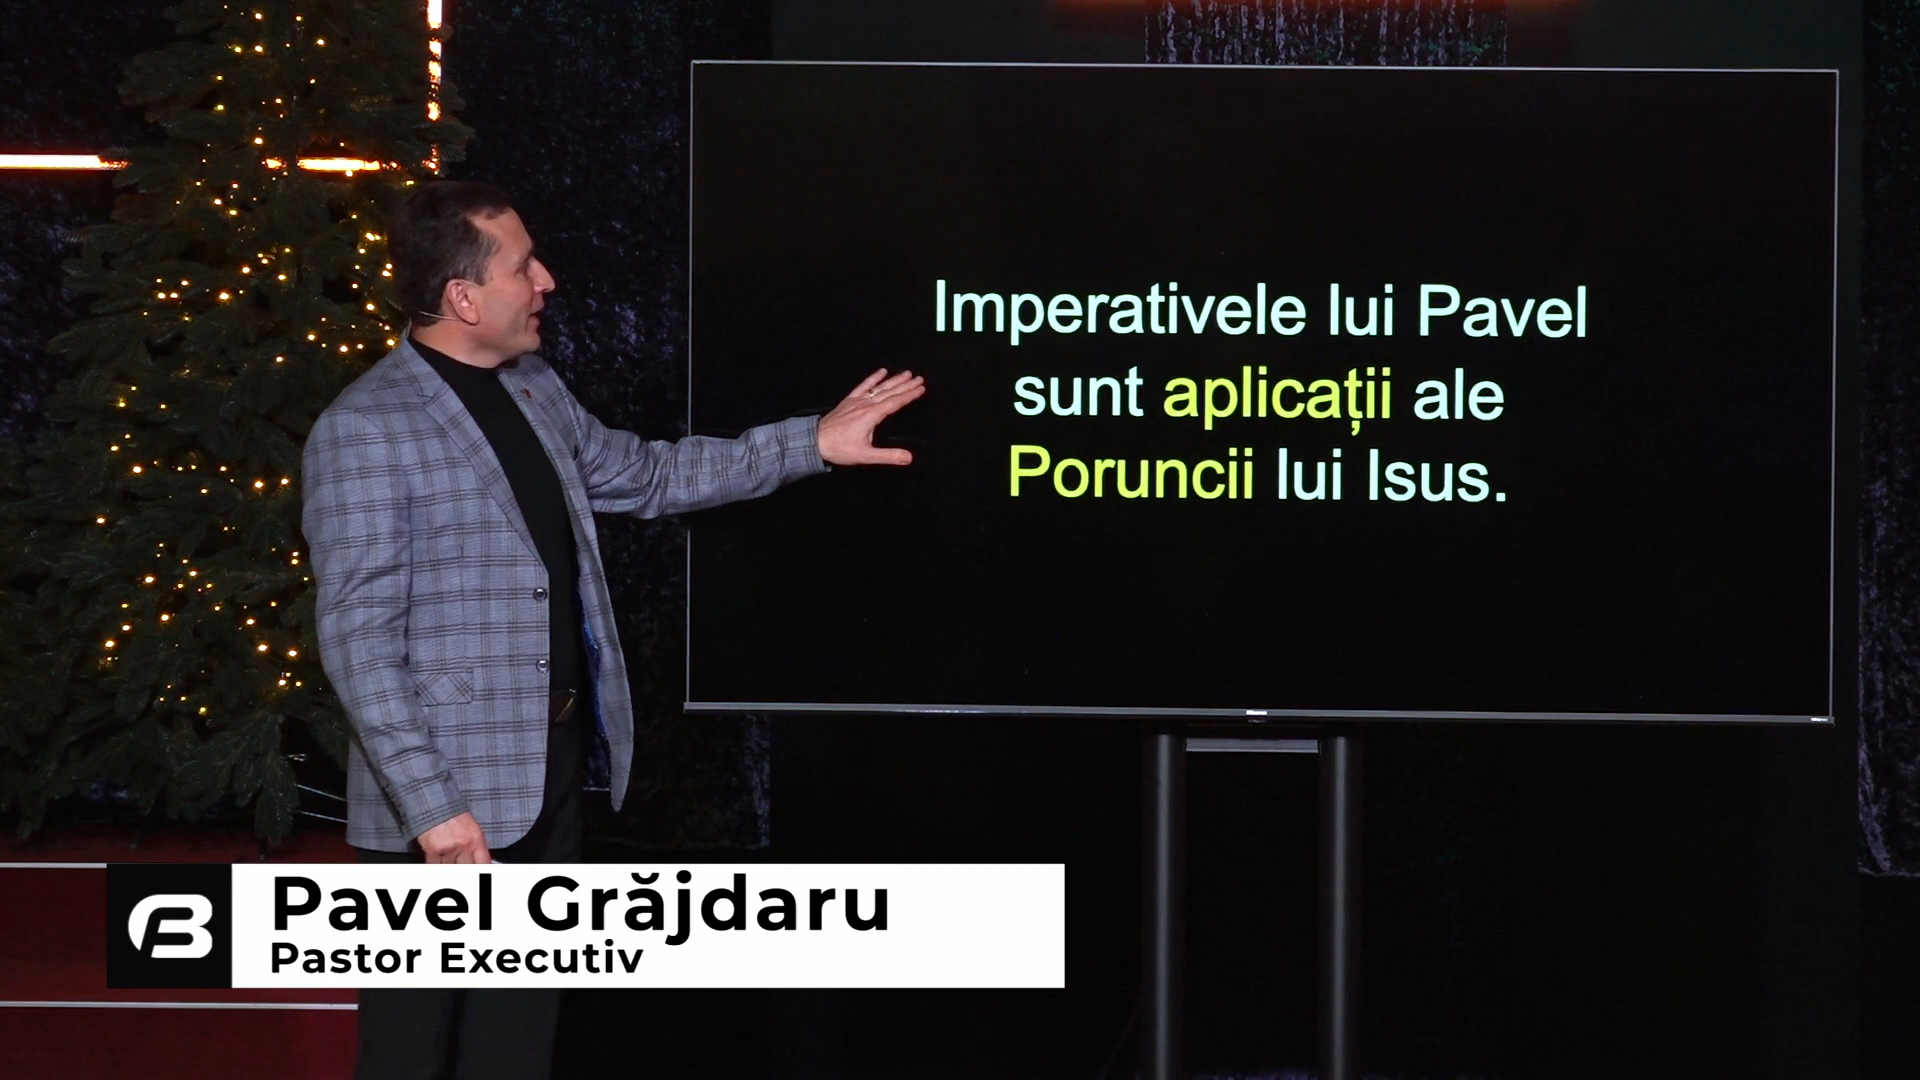 Imperativele lui Pavel
sunt aplicații ale
Poruncii lui Isus.
Pavel Grăjdaru
Pastor Executiv